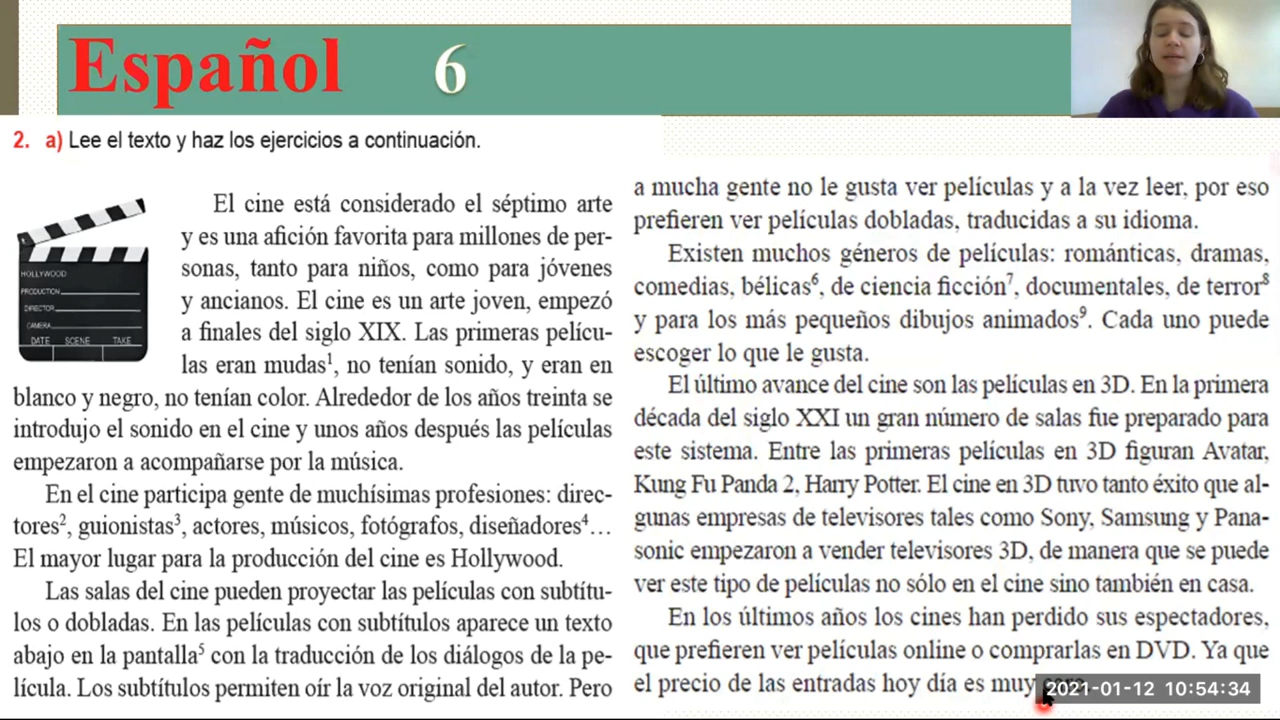 Español 6
2. a) Lee el texto y haz los ejercicios a continuación.
HOLLYWOOD
PRODUCTION
DIRECTOR
CAMERA
DATE SCENE TAKE
El cine está considerado el séptimo arte
y es una afición favorita para millones de per-
sonas, tanto para niños, como para jóvenes
y ancianos. El cine es un arte joven, empezó
a finales del siglo XIX. Las primeras pelícu-
las eran mudas¹, no tenían sonido, y eran en
blanco y negro, no tenían color. Alrededor de los años treinta se
introdujo el sonido en el cine y unos años después las películas
empezaron a acompañarse por la música.
En el cine participa gente de muchísimas profesiones: direc-
tores², guionistas³, actores, músicos, fotógrafos, diseñadores⁴…
El mayor lugar para la producción del cine es Hollywood.
Las salas del cine pueden proyectar las películas con subtítu-
los o dobladas. En las películas con subtítulos aparece un texto
abajo en la pantalla⁵ con la traducción de los diálogos de la pe-
lícula. Los subtítulos permiten oír la voz original del autor. Pero
a mucha gente no le gusta ver películas y a la vez leer, por eso
prefieren ver películas dobladas, traducidas a su idioma.
Existen muchos géneros de películas: románticas, dramas,
comedias, bélicas⁶, de ciencia ficción⁷, documentales, de terror⁸
y para los más pequeños dibujos animados⁹. Cada uno puede
escoger lo que le gusta.
El último avance del cine son las películas en 3D. En la primera
década del siglo XXI un gran número de salas fue preparado para
este sistema. Entre las primeras películas en 3D figuran Avatar,
Kung Fu Panda 2, Harry Potter. El cine en 3D tuvo tanto éxito que al-
gunas empresas de televisores tales como Sony, Samsung y Pana-
sonic empezaron a vender televisores 3D, de manera que se puede
ver este tipo de películas no sólo en el cine sino también en casa.
En los últimos años los cines han perdido sus espectadores,
que prefieren ver películas online o comprarlas en DVD. Ya que
el precio de las entradas hoy día es muy
2021-01-12 10:54:34